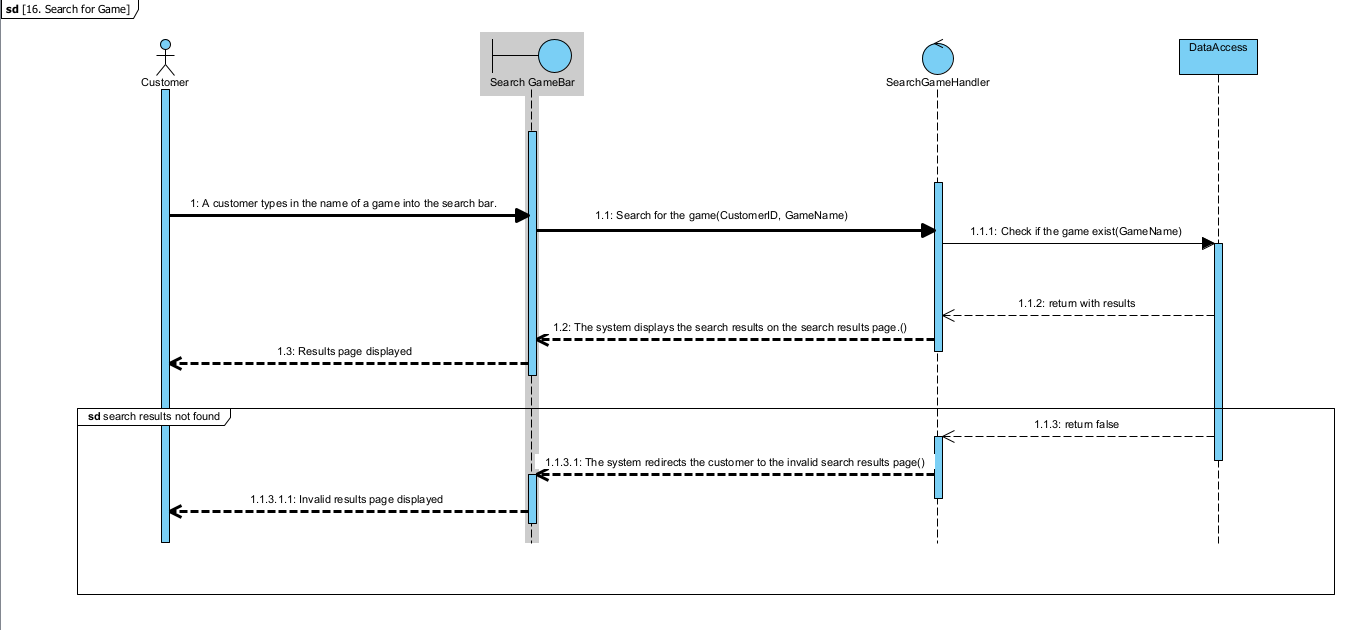 sd [16. Search for Game]
Customer
Search GameBar
SearchGameHandler
DataAccess
1: A customer types in the name of a game into the search bar.
1.1: Search for the game(CustomerID, GameName)
1.1.1: Check if the game exist(GameName)
1.1.2: return with results
1.2: The system displays the search results on the search results page.()
1.3: Results page displayed
sd search results not found
1.1.3: return false
1.1.3.1: The system redirects the customer to the invalid search results page()
1.1.3.1.1: Invalid results page displayed